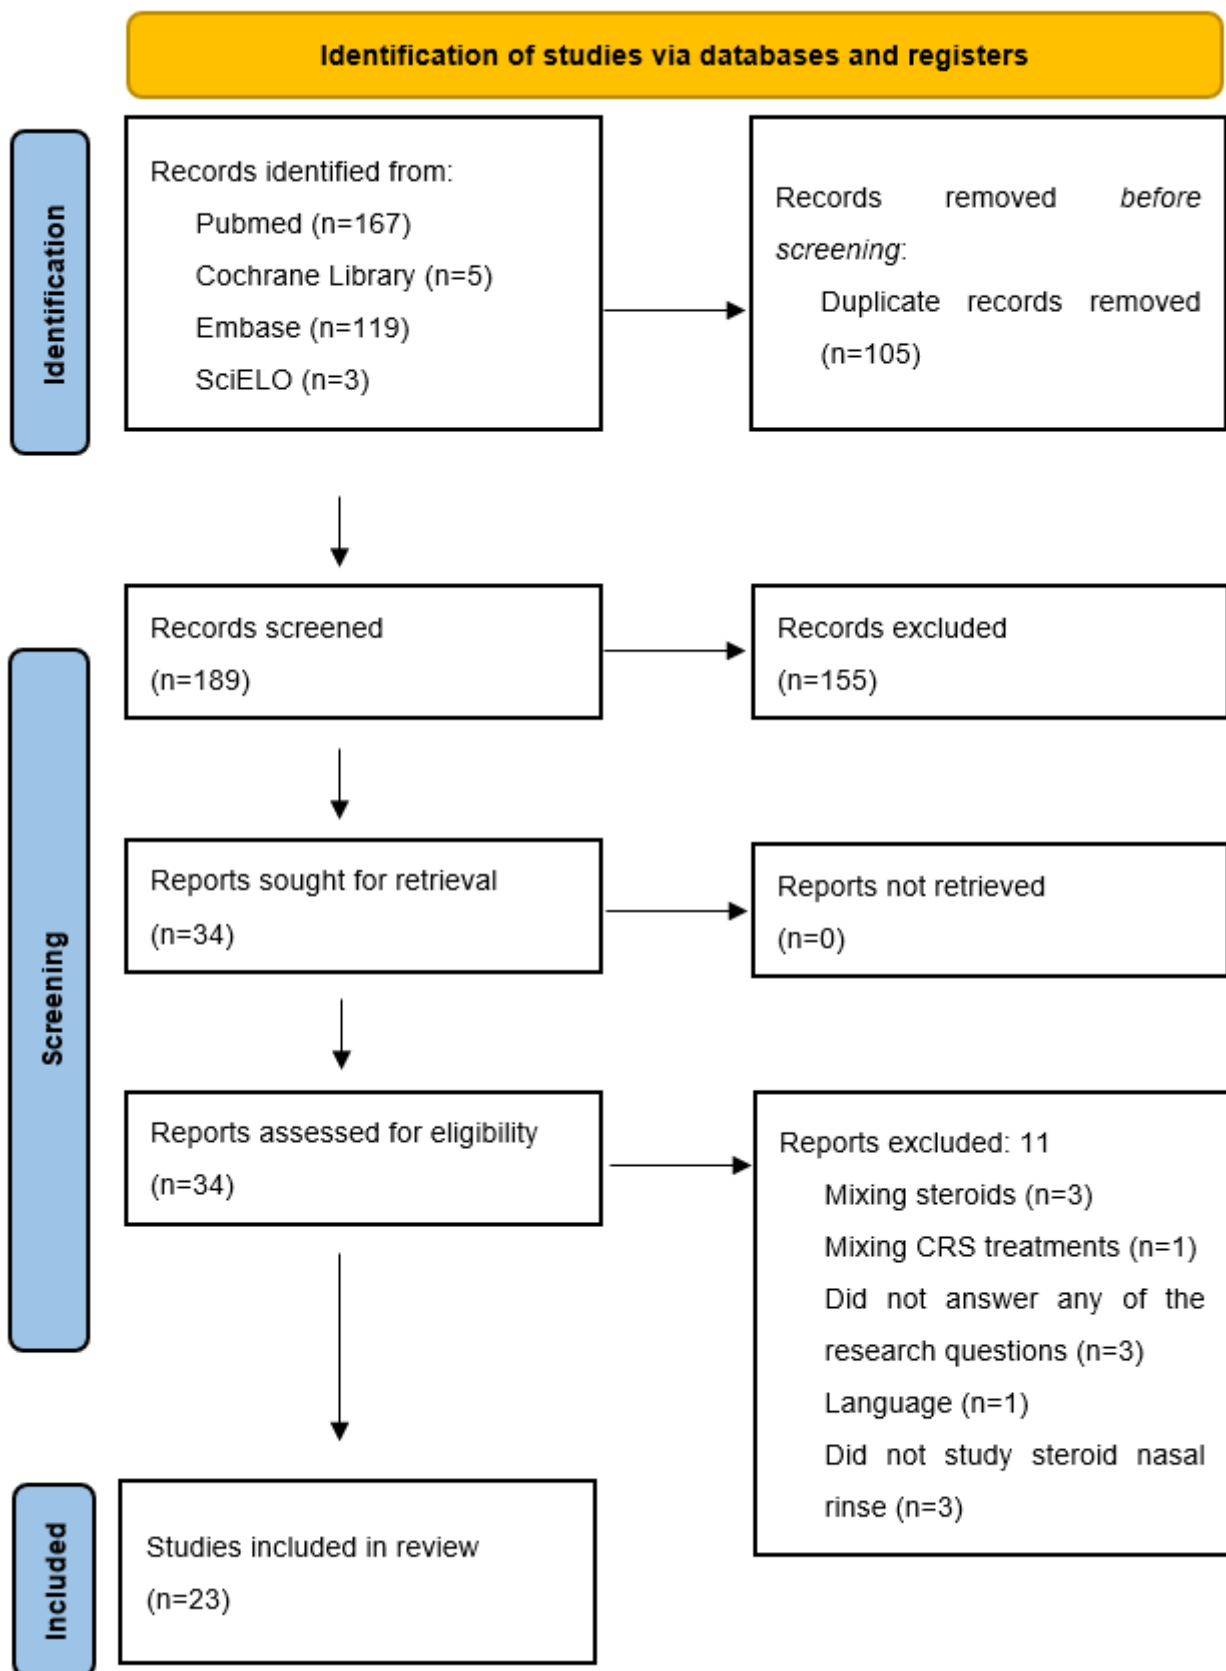 Identification of studies via databases and registers
Identification
Records identified from:
Pubmed (n=167)
Cochrane Library (n=5)
Embase (n=119)
SciELO (n=3)
Records removed before
screening:
Duplicate records removed
(n=105)
Screening
Records screened
(n=189)
Records excluded
(n=155)
Reports sought for retrieval
(n=34)
Reports not retrieved
(n=0)
Reports assessed for eligibility
(n=34)
Reports excluded: 11
Mixing steroids (n=3)
Mixing CRS treatments (n=1)
Did not answer any of the
research questions (n=3)
Language (n=1)
Did not study steroid nasal
rinse (n=3)
Included
Studies included in review
(n=23)